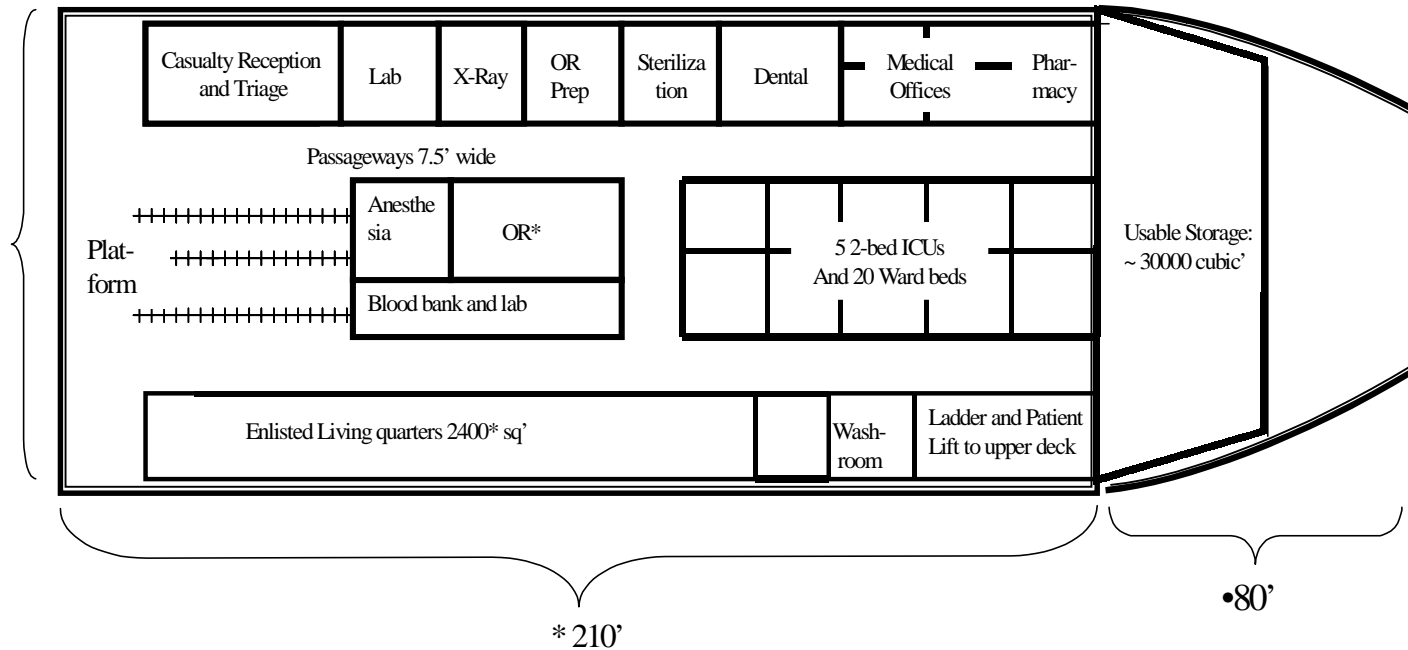 Casualty Reception
and Triage
Lab
X-Ray
OR
Prep
Steriliza
tion
Dental
Medical
Offices
Phar-
macy
Passageways 7.5’ wide
Plat-
form
Anesthe
sia
OR*
Blood bank and lab
5 2-bed ICUs
And 20 Ward beds
Usable Storage:
~ 30000 cubic’
Enlisted Living quarters 2400* sq’
Wash-
room
Ladder and Patient
Lift to upper deck
* 210’
•80’